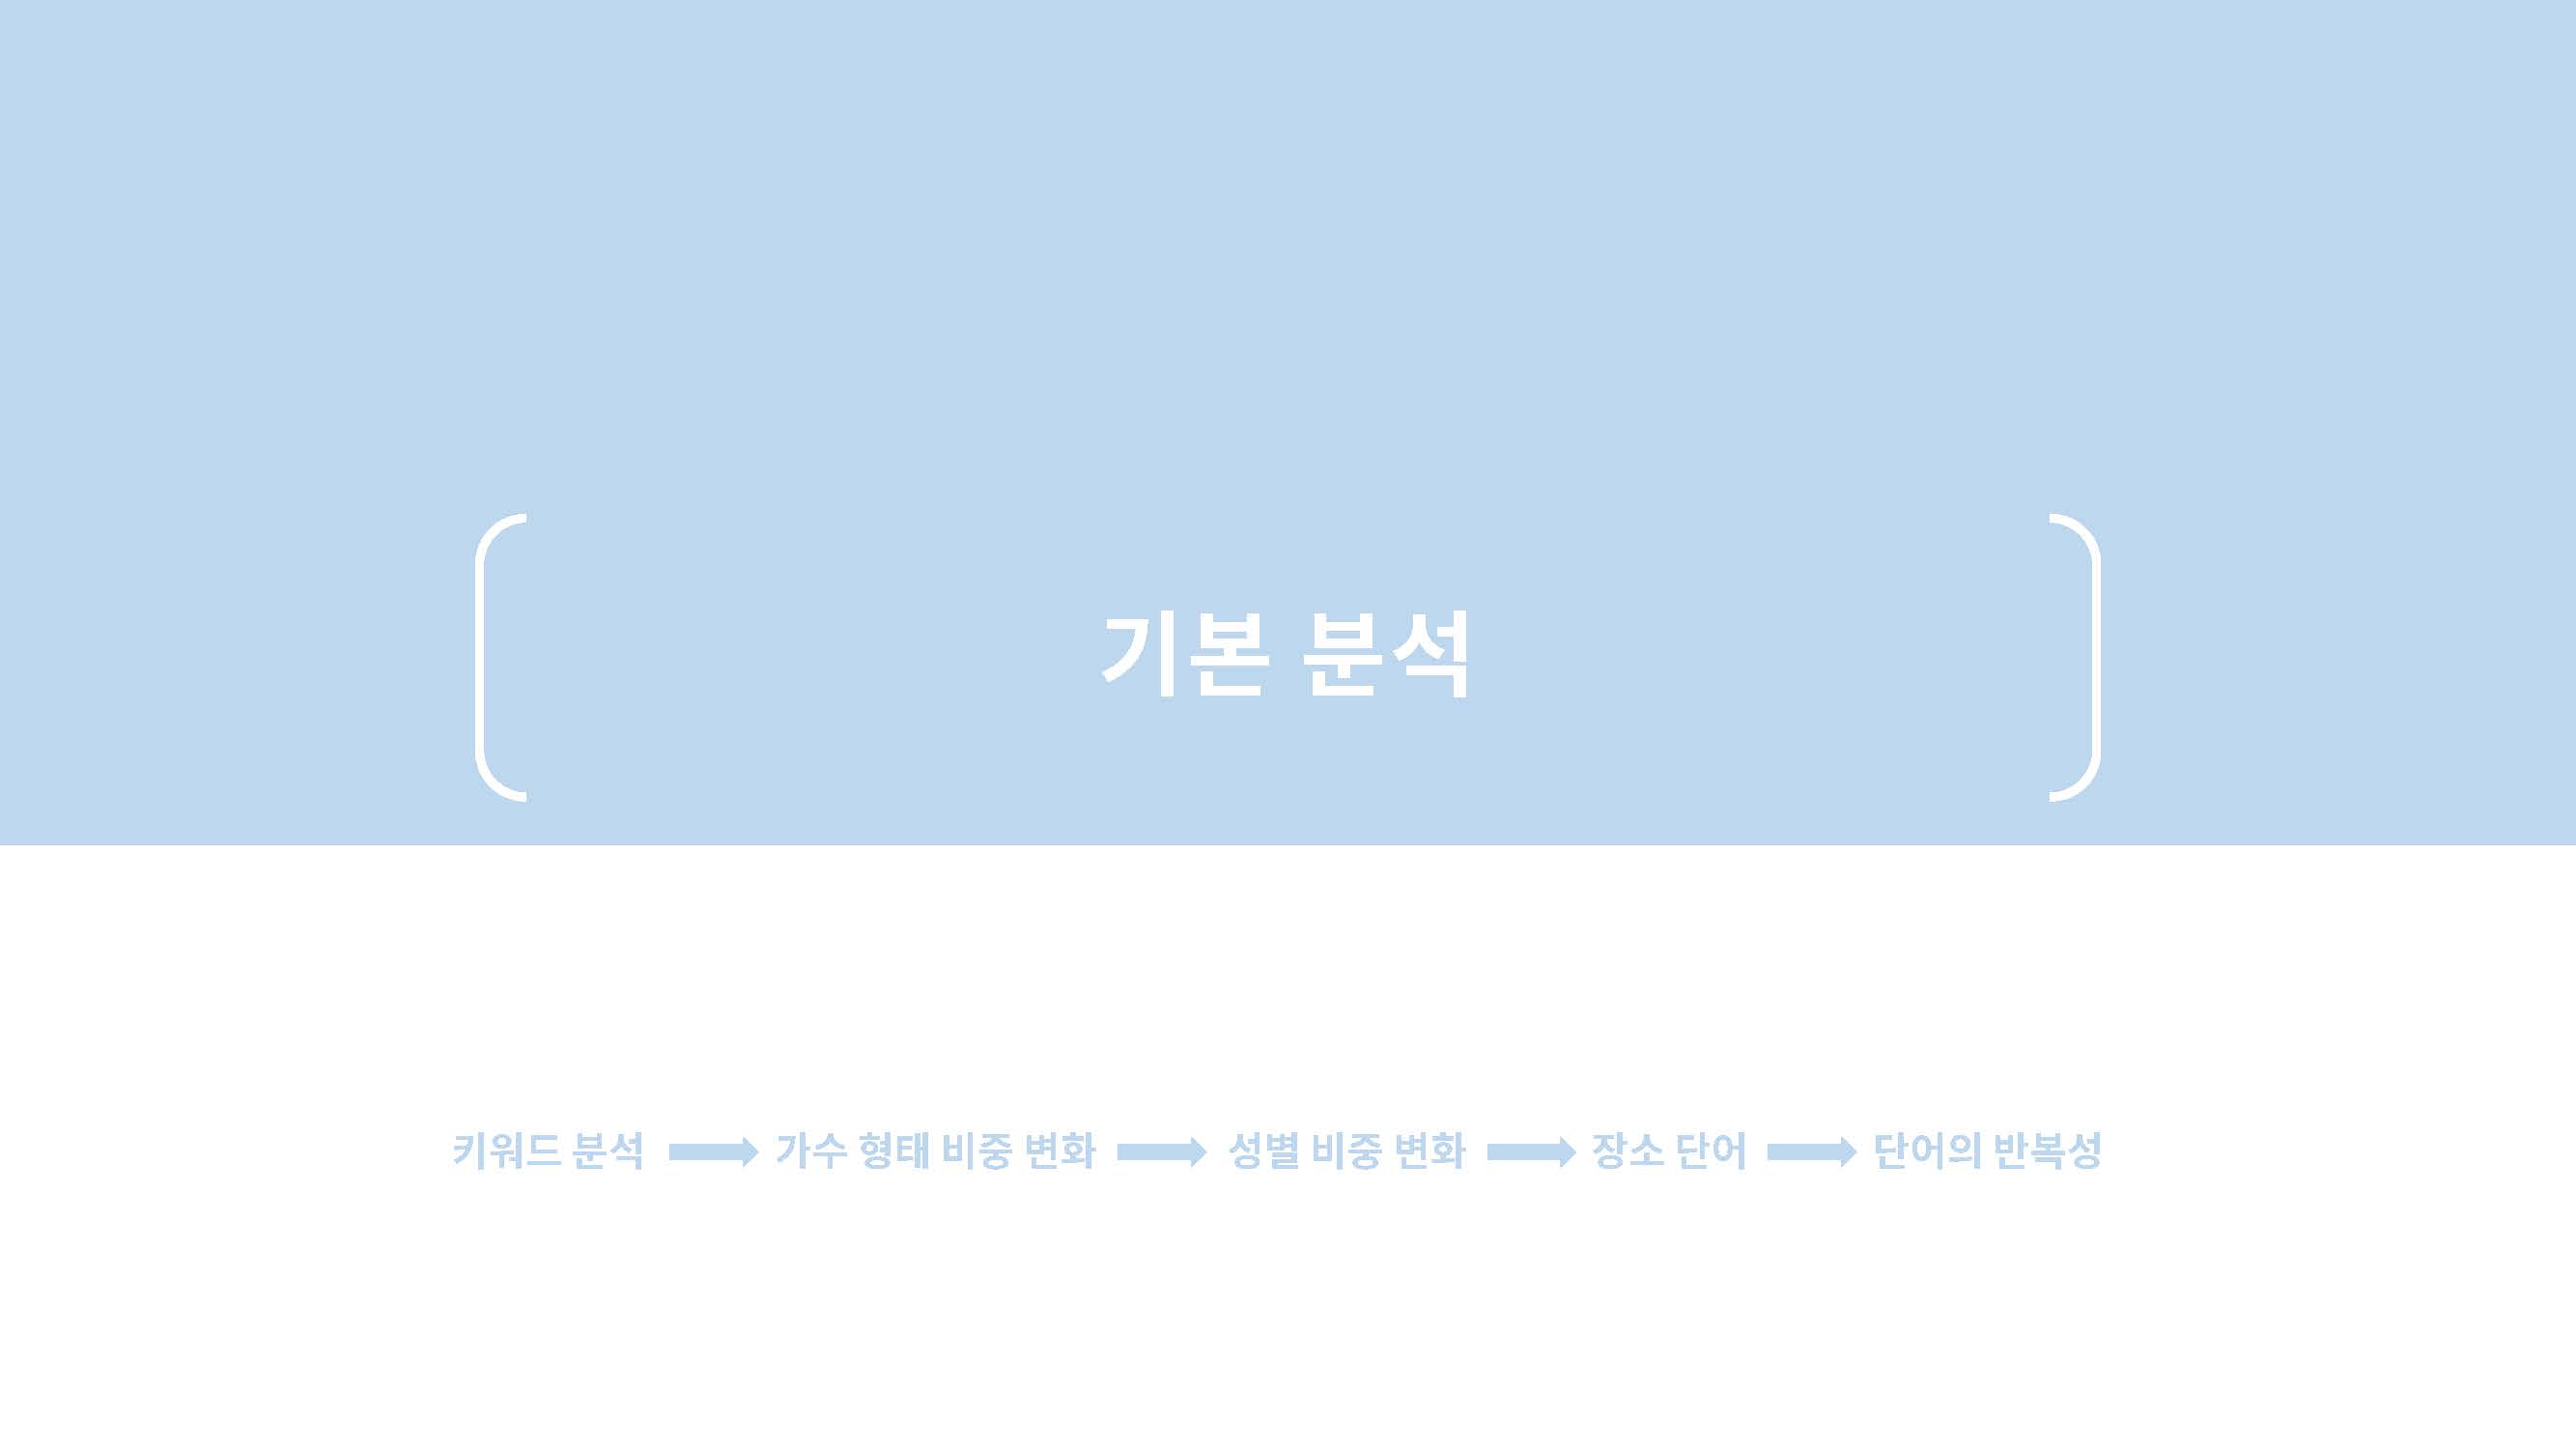 기본 분석
키워드 분석 가수 형태 비중 변화 성별 비중 변화 장소 단어 단어의 반복성